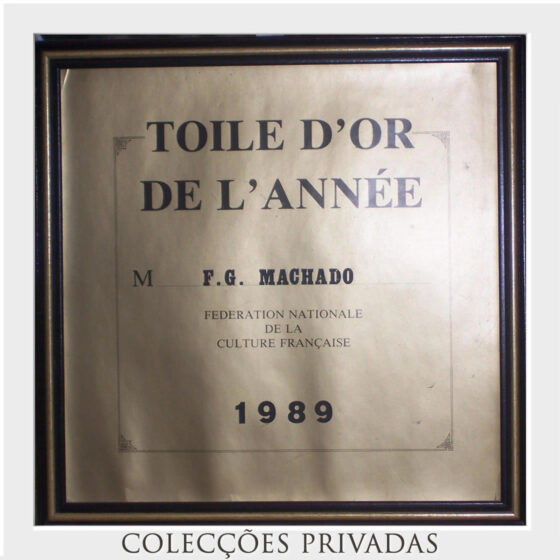 TOILE D'OR
DE L'ANNÉE
M F.G. MACHADO
FEDERATION NATIONALE
DE LA
CULTURE FRANÇAISE
1989
COLECÇÕES PRIVADAS